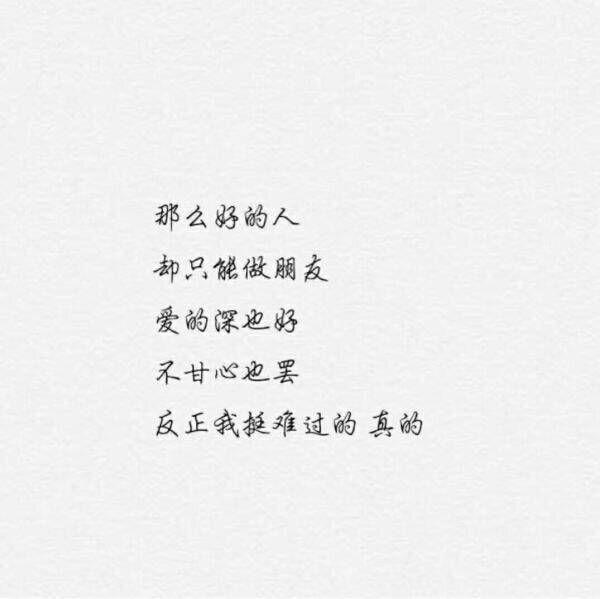 那么好的人
却只能做朋友
爱的深也好
不甘心也罢
反正我挺难过的 真的